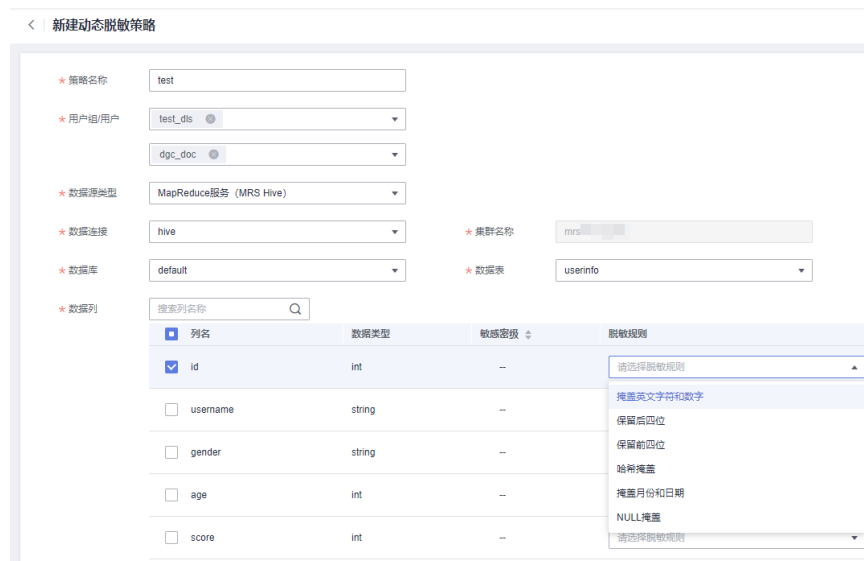 新建动态脱敏策略
* 策略名称 test
* 用户组/用户 test_dls
dgc_doc
* 数据源类型 MapReduce服务（MRS Hive）
* 数据连接 hive * 集群名称 mrs
* 数据库 default * 数据表 userinfo
* 数据列 搜索列名称
列名 数据类型 敏感密级 脱敏规则
id int -- 请选择脱敏规则
掩盖英文字符和数字
username string --
保留后四位
保留前四位
gender string --
哈希掩盖
age int --
掩盖月份和日期
NULL掩盖
score int -- 请选择脱敏规则